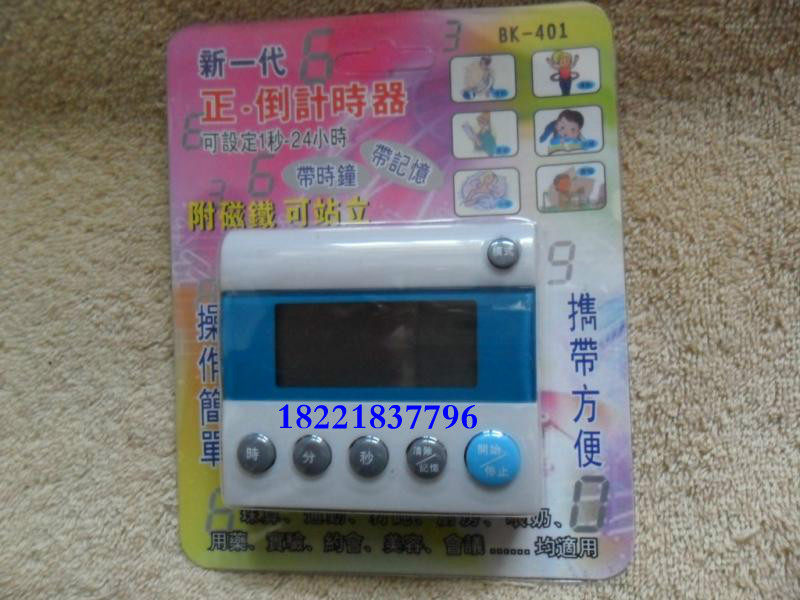 BK-401
新一代
正·倒計時器
可設定1秒-24小時
帶時鐘
帶記憶
附磁鐵 可站立
操作簡單
攜帶方便
18221837796
時
分
秒
清除/記憶
開始/停止
用藥、實驗、約會、美容、會議……均適用